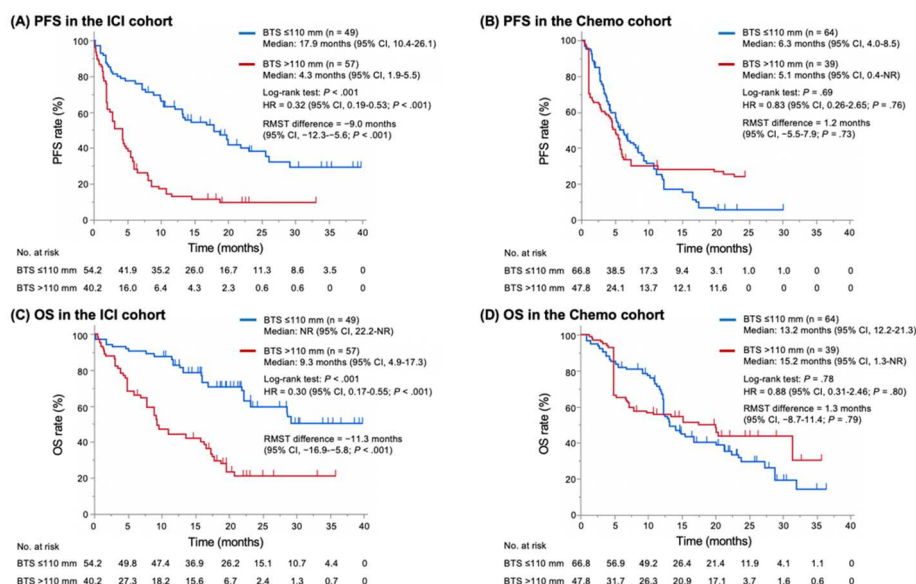 (A) PFS in the ICI cohort
BTS ≤110 mm (n = 49)
Median: 17.9 months (95% CI, 10.4-26.1)
BTS >110 mm (n = 57)
Median: 4.3 months (95% CI, 1.9-5.5)
Log-rank test: P < .001
HR = 0.32 (95% CI, 0.19-0.53; P < .001)
RMST difference = −9.0 months
(95% CI, −12.3-−5.6; P < .001)
PFS rate (%)
100
80
60
40
20
0
0 5 10 15 20 25 30 35 40
Time (months)
No. at risk
BTS ≤110 mm 54.2 41.9 35.2 26.0 16.7 11.3 8.6 3.5 0
BTS >110 mm 40.2 16.0 6.4 4.3 2.3 0.6 0.6 0 0
(B) PFS in the Chemo cohort
BTS ≤110 mm (n = 64)
Median: 6.3 months (95% CI, 4.0-8.5)
BTS >110 mm (n = 39)
Median: 5.1 months (95% CI, 0.4-NR)
Log-rank test: P = .69
HR = 0.83 (95% CI, 0.26-2.65; P = .76)
RMST difference = 1.2 months
(95% CI, −5.5-7.9; P = .73)
PFS rate (%)
100
80
60
40
20
0
0 5 10 15 20 25 30 35 40
Time (months)
No. at risk
BTS ≤110 mm 66.8 38.5 17.3 9.4 3.1 1.0 1.0 0 0
BTS >110 mm 47.8 24.1 13.7 12.1 11.6 0 0 0 0
(C) OS in the ICI cohort
BTS ≤110 mm (n = 49)
Median: NR (95% CI, 22.2-NR)
BTS >110 mm (n = 57)
Median: 9.3 months (95% CI, 4.9-17.3)
Log-rank test: P < .001
HR = 0.30 (95% CI, 0.17-0.55; P < .001)
RMST difference = −11.3 months
(95% CI, −16.9-−5.8; P < .001)
OS rate (%)
100
80
60
40
20
0
0 5 10 15 20 25 30 35 40
Time (months)
No. at risk
BTS ≤110 mm 54.2 49.8 47.4 36.9 26.2 15.1 10.7 4.4 0
BTS >110 mm 40.2 27.3 18.2 15.6 6.7 2.4 1.3 0.7 0
(D) OS in the Chemo cohort
BTS ≤110 mm (n = 64)
Median: 13.2 months (95% CI, 12.2-21.3)
BTS >110 mm (n = 39)
Median: 15.2 months (95% CI, 1.3-NR)
Log-rank test: P = .78
HR = 0.88 (95% CI, 0.31-2.46; P = .80)
RMST difference = 1.3 months
(95% CI, −8.7-11.4; P = .79)
OS rate (%)
100
80
60
40
20
0
0 5 10 15 20 25 30 35 40
Time (months)
No. at risk
BTS ≤110 mm 66.8 56.9 49.2 26.4 21.4 11.9 4.1 1.1 0
BTS >110 mm 47.8 31.7 26.3 20.9 17.1 3.7 1.6 0.6 0